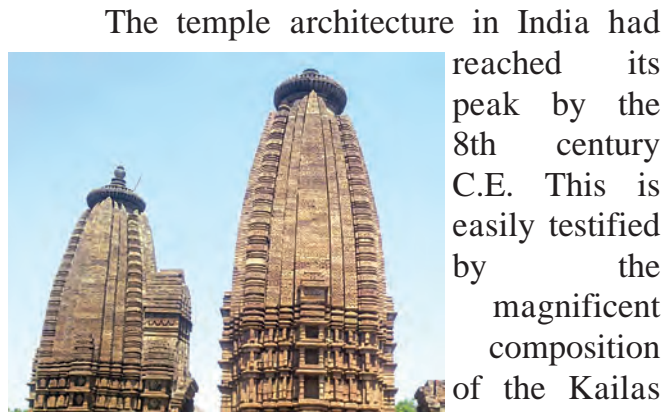 The temple architecture in India had
reached its
peak by the
8th century
C.E. This is
easily testified
by the
magnificent
composition
of the Kailas